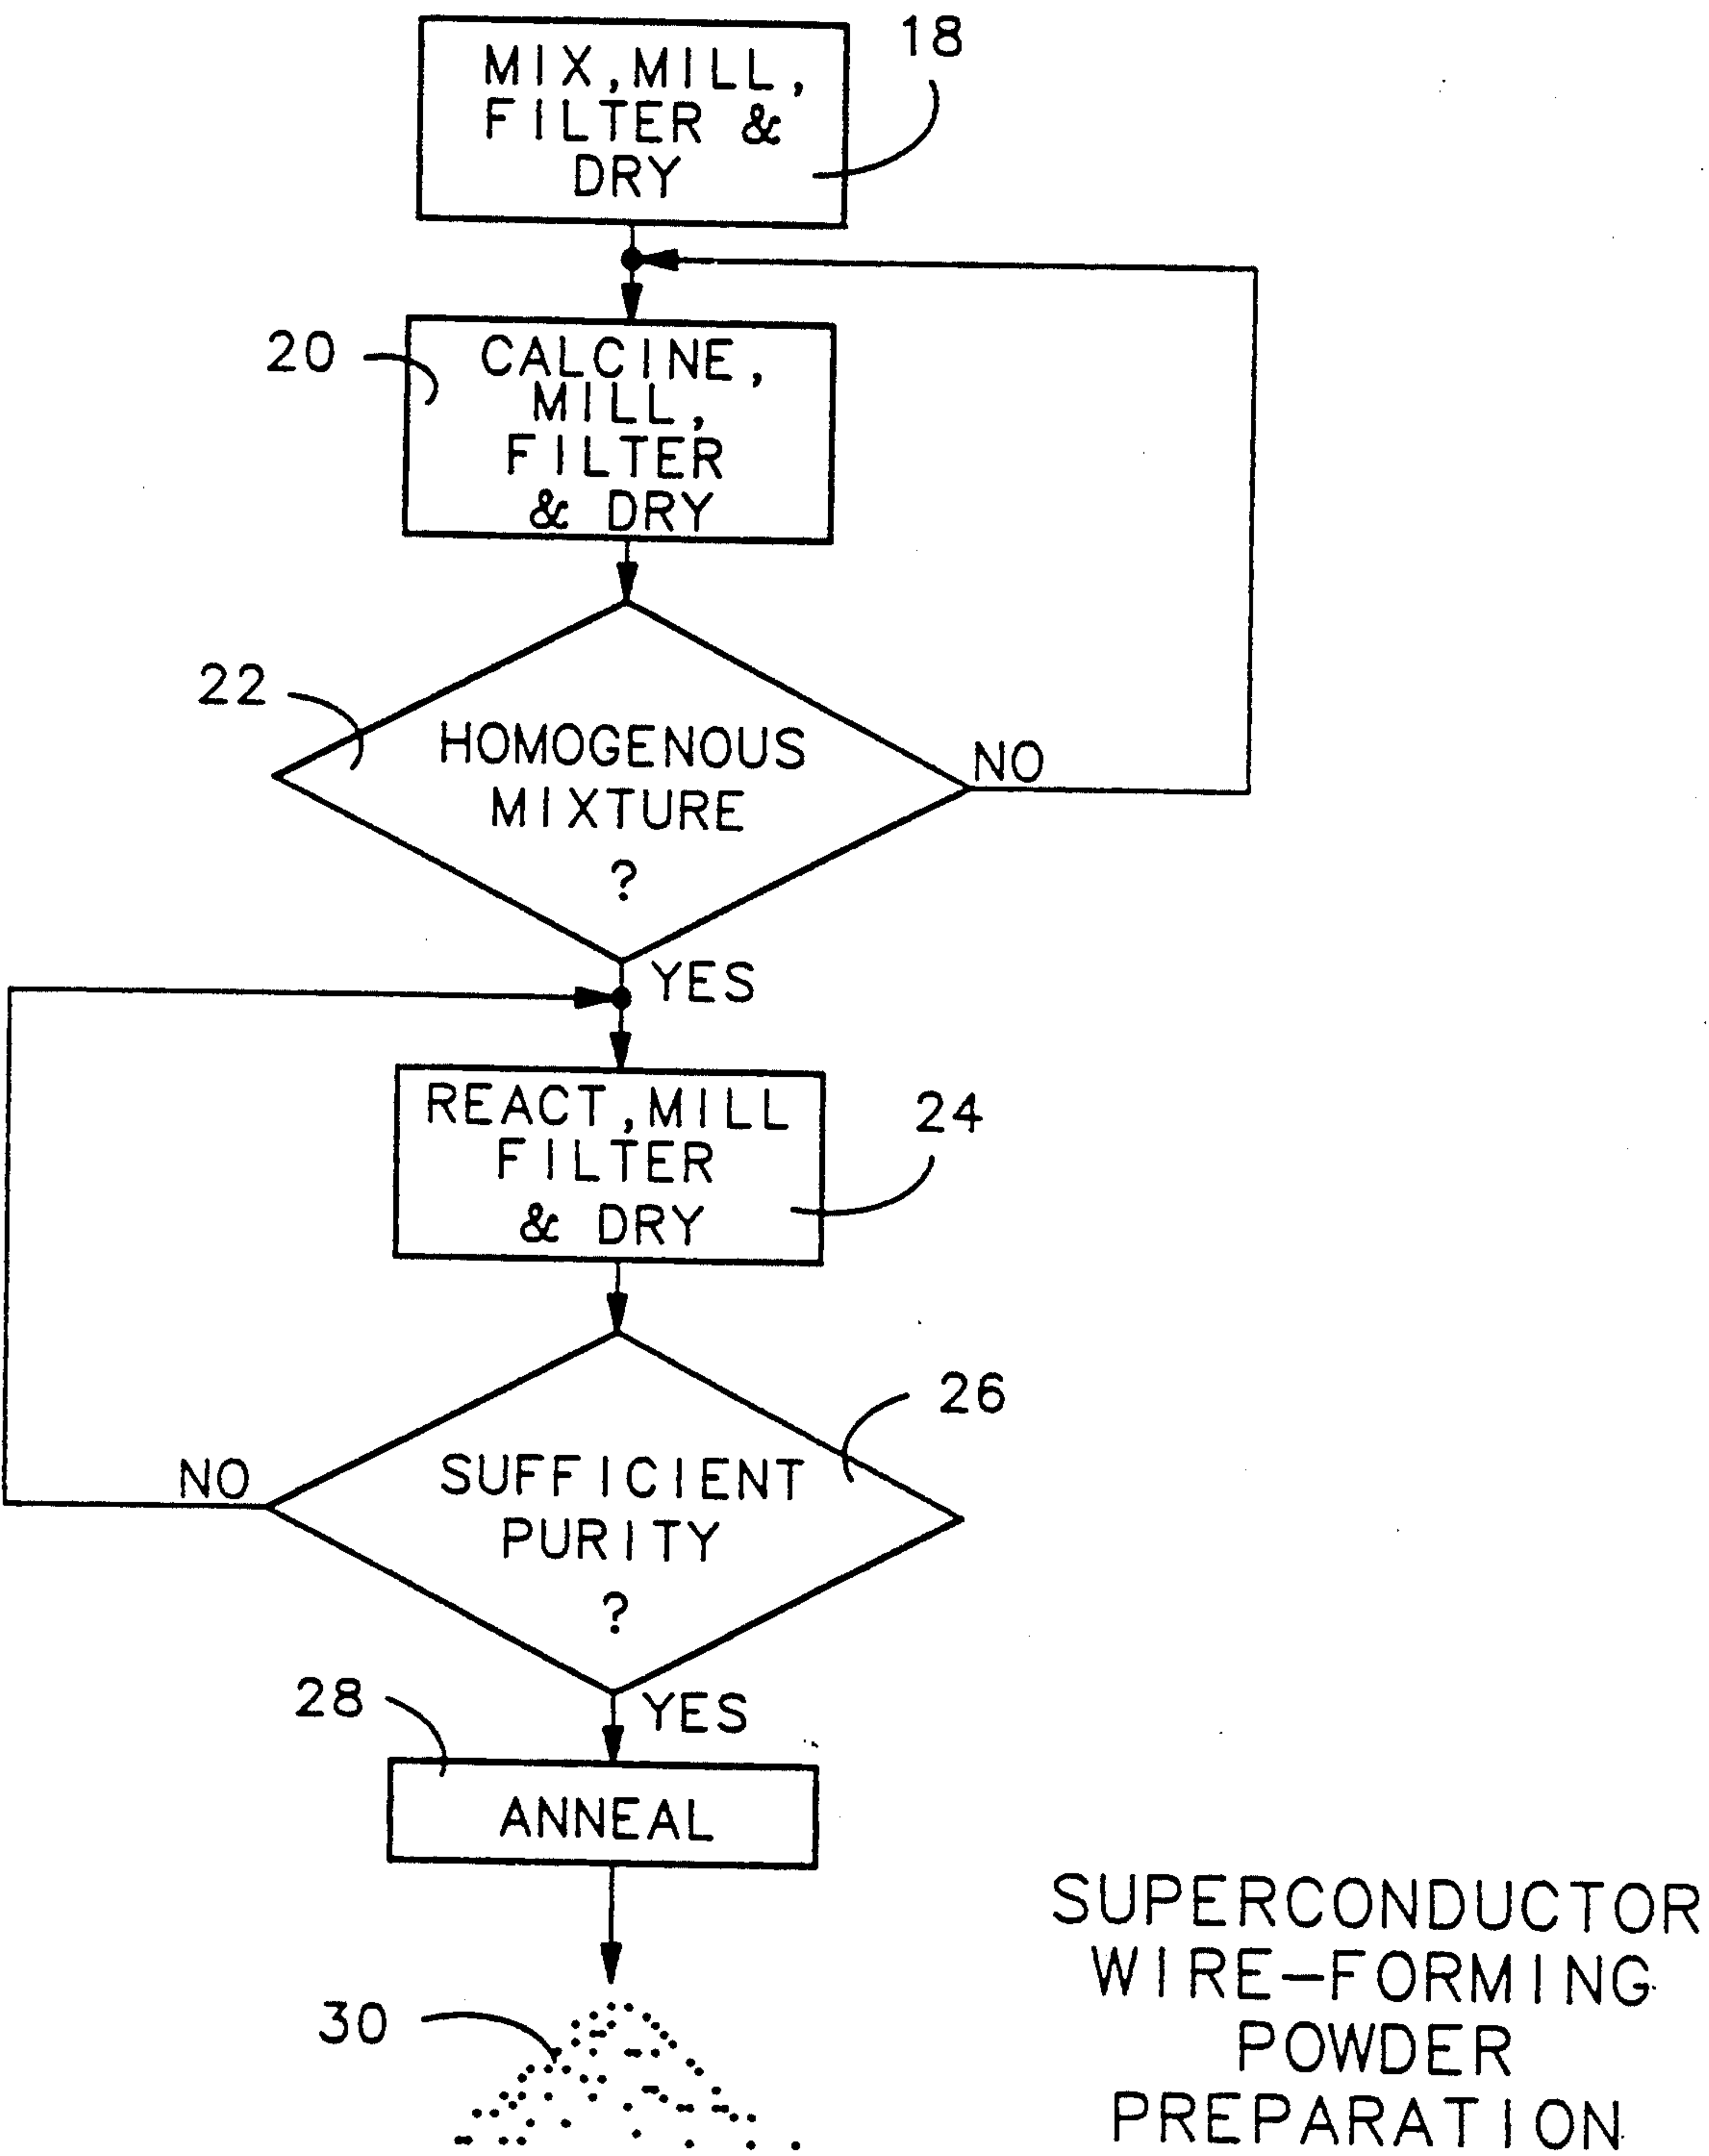 18
MIX, MILL,
FILTER &
DRY
20
CALCINE,
MILL,
FILTER
& DRY
22
HOMOGENOUS
MIXTURE
?
NO
YES
REACT, MILL
FILTER
& DRY
24
26
SUFFICIENT
PURITY
?
NO
YES
28
ANNEAL
30
SUPERCONDUCTOR
WIRE-FORMING
POWDER
PREPARATION